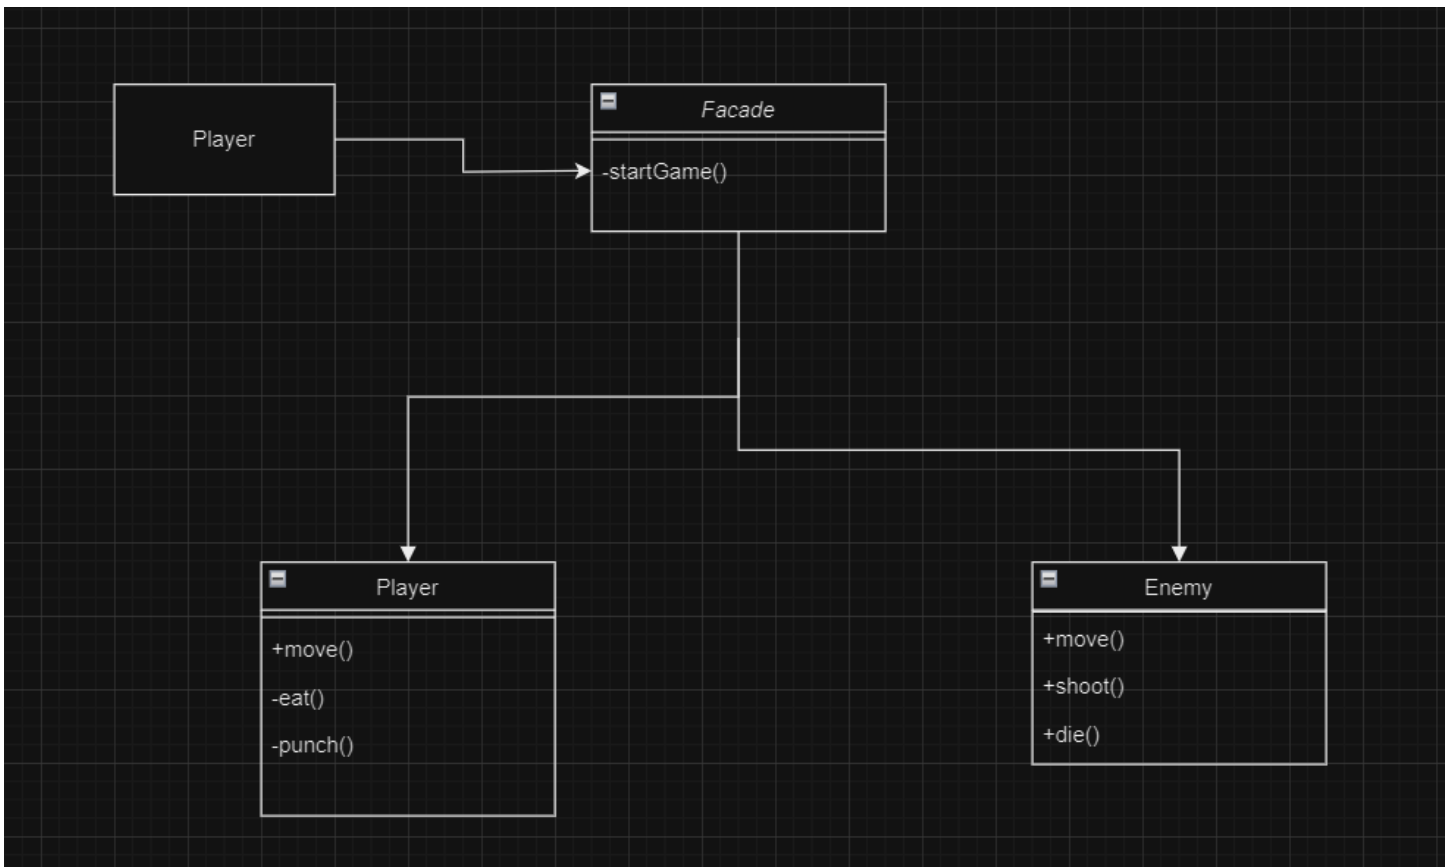 Player
Facade
-startGame()
Player
+move()
-eat()
-punch()
Enemy
+move()
+shoot()
+die()